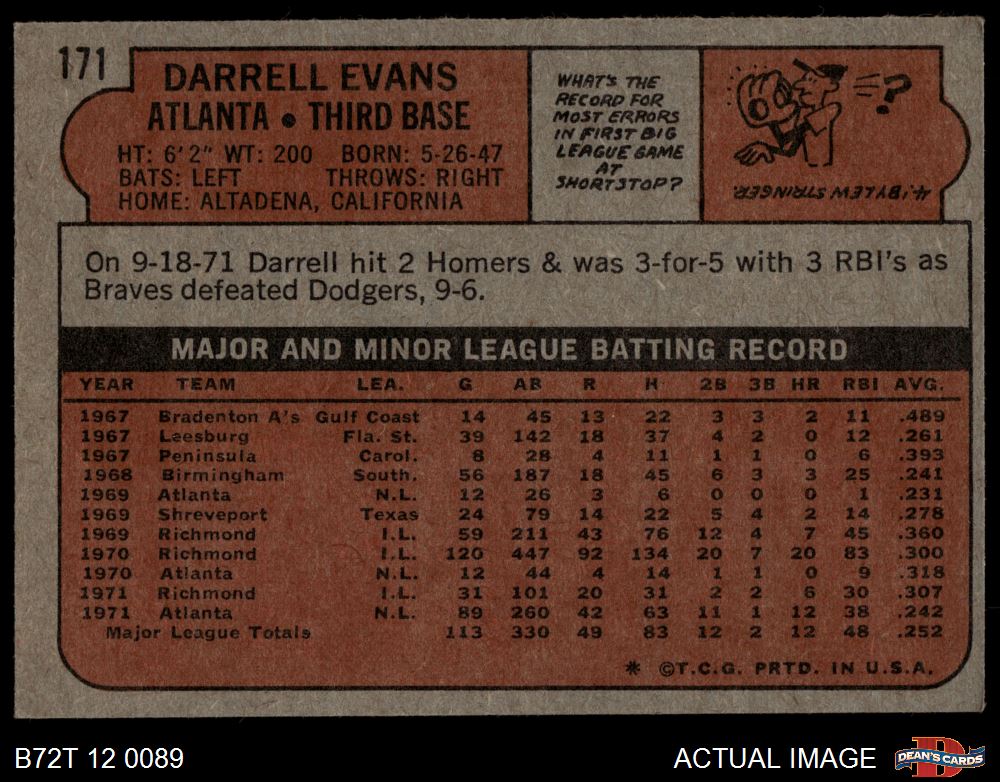 171
DARRELL EVANS
ATLANTA • THIRD BASE
HT: 6'2" WT: 200 BORN: 5-26-47
BATS: LEFT THROWS: RIGHT
HOME: ALTADENA, CALIFORNIA
WHAT'S THE
RECORD FOR
MOST ERRORS
IN FIRST BIG
LEAGUE GAME
AT
SHORTSTOP?
?
4, BY LEW STRINGER
On 9-18-71 Darrell hit 2 Homers & was 3-for-5 with 3 RBI's as
Braves defeated Dodgers, 9-6.
MAJOR AND MINOR LEAGUE BATTING RECORD
YEAR TEAM LEA. G AB R H 2B 3B HR RBI AVG.
1967 Bradenton A's Gulf Coast 14 45 13 22 3 3 2 11 .489
1967 Leesburg Fla. St. 39 142 18 37 4 2 0 12 .261
1967 Peninsula Carol. 8 28 4 11 1 1 0 6 .393
1968 Birmingham South. 56 187 18 45 6 3 3 25 .241
1969 Atlanta N.L. 12 26 3 6 0 0 0 1 .231
1969 Shreveport Texas 24 79 14 22 5 4 2 14 .278
1969 Richmond I.L. 59 211 43 76 12 4 7 45 .360
1970 Richmond I.L. 120 447 92 134 20 7 20 83 .300
1970 Atlanta N.L. 12 44 4 14 1 1 0 9 .318
1971 Richmond I.L. 31 101 20 31 2 2 6 30 .307
1971 Atlanta N.L. 89 260 42 63 11 1 12 38 .242
Major League Totals 113 330 49 83 12 2 12 48 .252
* ©T.C.G. PRTD. IN U.S.A.
B72T 12 0089
ACTUAL IMAGE
D
DEAN'S CARDS